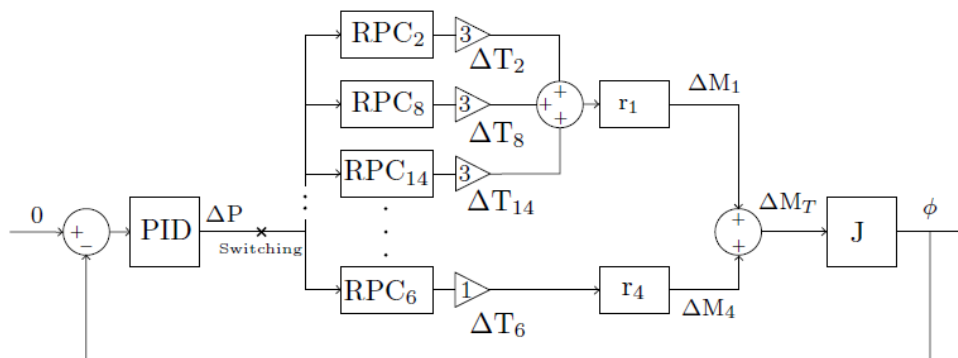 RPC₂ 3
ΔT₂
RPC₈ 3
ΔT₈
+
+ +
r₁
ΔM₁
RPC₁₄ 3
ΔT₁₄
0
+ −
PID
ΔP
Switching
+
+
ΔM_T
J
ϕ
RPC₆ 1
ΔT₆
r₄
ΔM₄